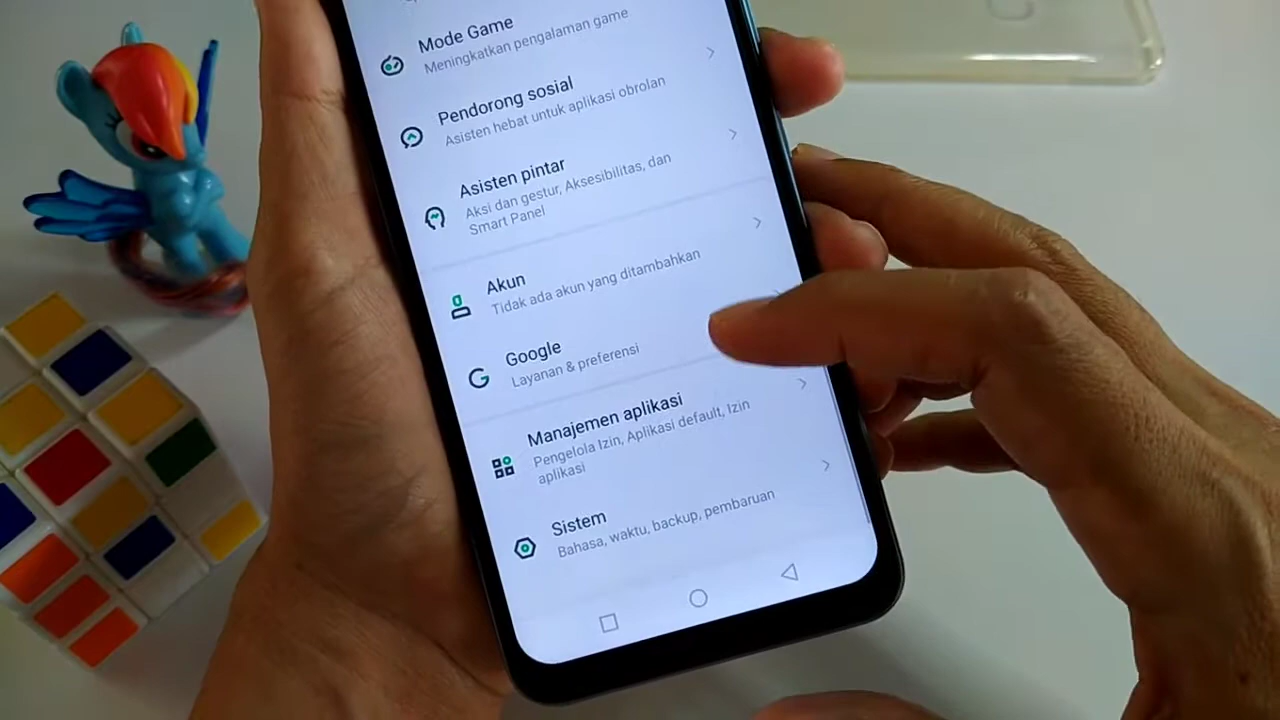 Mode Game
Meningkatkan pengalaman game
Pendorong sosial
Asisten hebat untuk aplikasi obrolan
Asisten pintar
Aksi dan gestur, Aksesibilitas, dan
Smart Panel
Akun
Tidak ada akun yang ditambahkan
Google
Layanan & preferensi
Manajemen aplikasi
Pengelola Izin, Aplikasi default, Izin
aplikasi
Sistem
Bahasa, waktu, backup, pembaruan